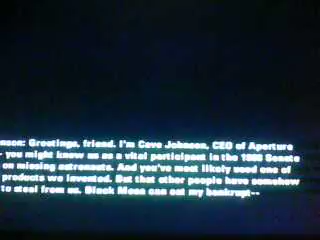 nson: Greetings, friend. I'm Cave Johnson, CEO of Aperture
- you might know us as a vital participant in the 1968 Senate
on missing astronauts. And you've most likely used one of
products we invented. But that other people have somehow
to steal from us. Black Mesa can eat my bankrupt--